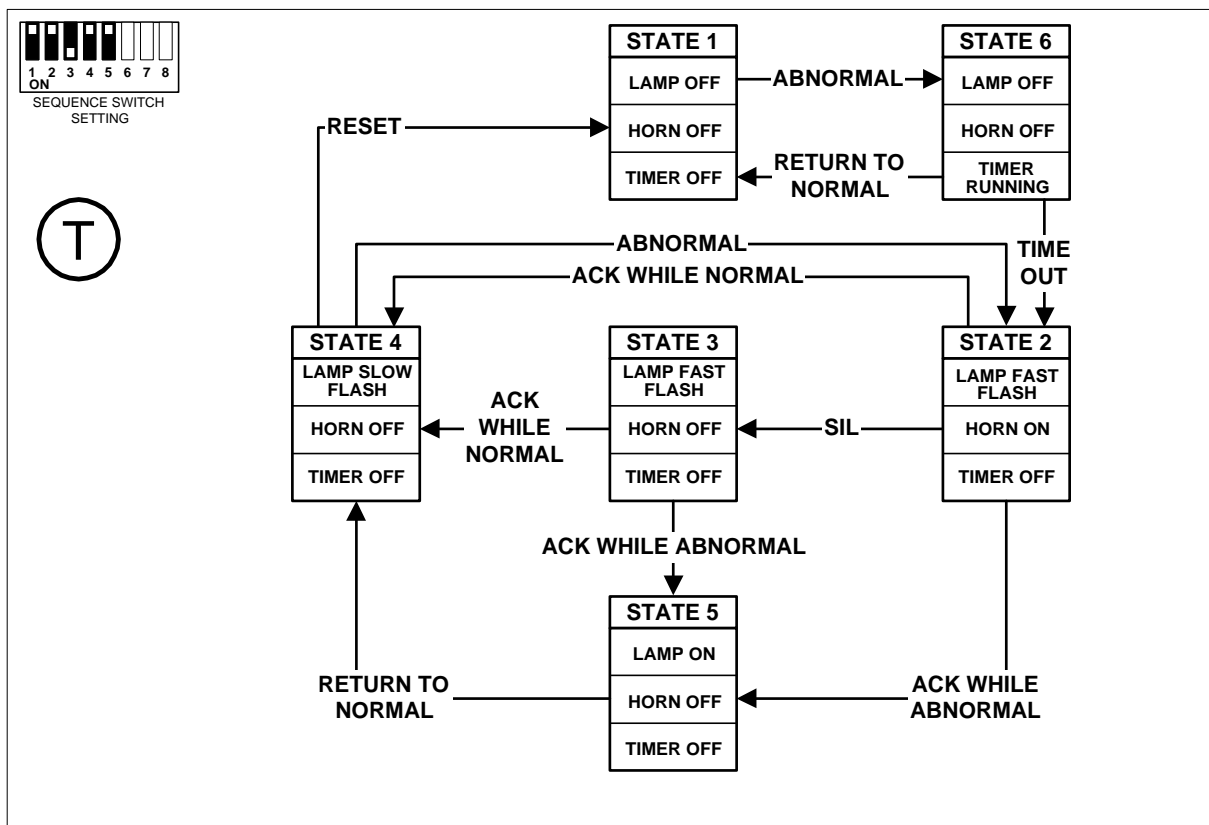 1 2 3 4 5 6 7 8
ON
SEQUENCE SWITCH
SETTING
T
STATE 1
LAMP OFF
HORN OFF
TIMER OFF
ABNORMAL
STATE 6
LAMP OFF
HORN OFF
TIMER
RUNNING
RESET
RETURN TO
NORMAL
TIME
OUT
ABNORMAL
ACK WHILE NORMAL
STATE 4
LAMP SLOW
FLASH
HORN OFF
TIMER OFF
ACK
WHILE
NORMAL
STATE 3
LAMP FAST
FLASH
HORN OFF
TIMER OFF
SIL
STATE 2
LAMP FAST
FLASH
HORN ON
TIMER OFF
ACK WHILE ABNORMAL
STATE 5
LAMP ON
HORN OFF
TIMER OFF
RETURN TO
NORMAL
ACK WHILE
ABNORMAL